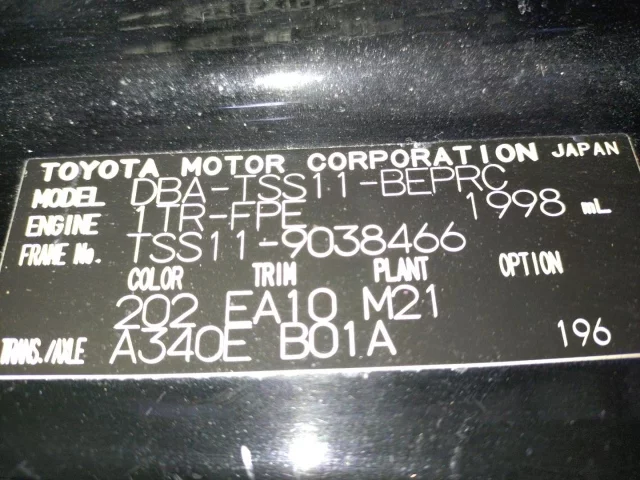 TOYOTA MOTOR CORPORATION JAPAN
MODEL DBA-TSS11-BEPRC
ENGINE 1TR-FPE 1998 mL
FRAME No. TSS11-9038466
COLOR TRIM PLANT OPTION
202 EA10 M21
TRANS./AXLE A340E B01A 196